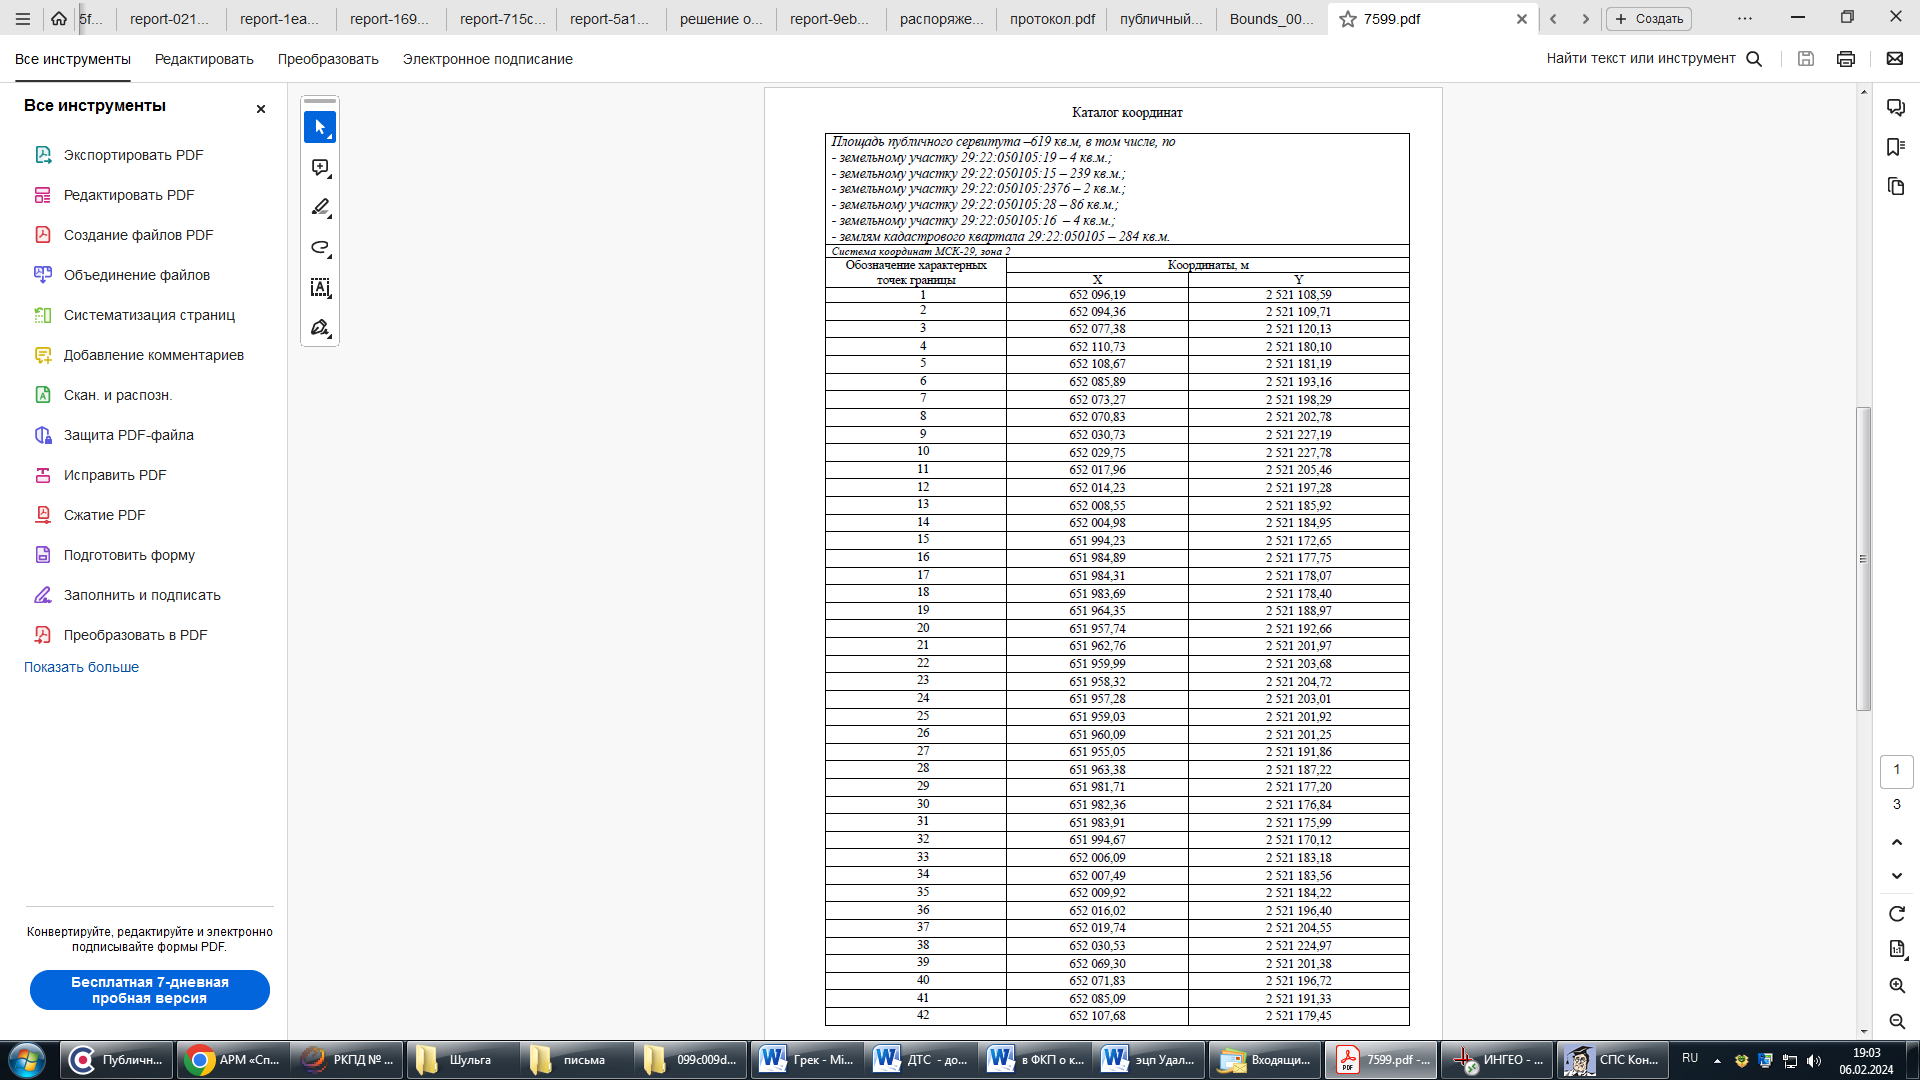 5f...
report-021...
report-1ea...
report-169...
report-715c...
report-5a1...
решение о...
report-9eb...
распоряже...
протокол.pdf
публичный...
Bounds_00...
7599.pdf
Создать
Все инструменты
Редактировать
Преобразовать
Электронное подписание
Найти текст или инструмент
Все инструменты
Экспортировать PDF
Редактировать PDF
Создание файлов PDF
Объединение файлов
Систематизация страниц
Добавление комментариев
Скан. и распозн.
Защита PDF-файла
Исправить PDF
Сжатие PDF
Подготовить форму
Заполнить и подписать
Преобразовать в PDF
Показать больше
Конвертируйте, редактируйте и электронно
подписывайте формы PDF.
Бесплатная 7-дневная
пробная версия
Каталог координат
Площадь публичного сервитута –619 кв.м, в том числе, по
- земельному участку 29:22:050105:19 – 4 кв.м.;
- земельному участку 29:22:050105:15 – 239 кв.м.;
- земельному участку 29:22:050105:2376 – 2 кв.м.;
- земельному участку 29:22:050105:28 – 86 кв.м.;
- земельному участку 29:22:050105:16 – 4 кв.м.;
- землям кадастрового квартала 29:22:050105 – 284 кв.м.
Система координат МСК-29, зона 2
Обозначение характерных
точек границы
Координаты, м
X Y
1 652 096,19 2 521 108,59
2 652 094,36 2 521 109,71
3 652 077,38 2 521 120,13
4 652 110,73 2 521 180,10
5 652 108,67 2 521 181,19
6 652 085,89 2 521 193,16
7 652 073,27 2 521 198,29
8 652 070,83 2 521 202,78
9 652 030,73 2 521 227,19
10 652 029,75 2 521 227,78
11 652 017,96 2 521 205,46
12 652 014,23 2 521 197,28
13 652 008,55 2 521 185,92
14 652 004,98 2 521 184,95
15 651 994,23 2 521 172,65
16 651 984,89 2 521 177,75
17 651 984,31 2 521 178,07
18 651 983,69 2 521 178,40
19 651 964,35 2 521 188,97
20 651 957,74 2 521 192,66
21 651 962,76 2 521 201,97
22 651 959,99 2 521 203,68
23 651 958,32 2 521 204,72
24 651 957,28 2 521 203,01
25 651 959,03 2 521 201,92
26 651 960,09 2 521 201,25
27 651 955,05 2 521 191,86
28 651 963,38 2 521 187,22
29 651 981,71 2 521 177,20
30 651 982,36 2 521 176,84
31 651 983,91 2 521 175,99
32 651 994,67 2 521 170,12
33 652 006,09 2 521 183,18
34 652 007,49 2 521 183,56
35 652 009,92 2 521 184,22
36 652 016,02 2 521 196,40
37 652 019,74 2 521 204,55
38 652 030,53 2 521 224,97
39 652 069,30 2 521 201,38
40 652 071,83 2 521 196,72
41 652 085,09 2 521 191,33
42 652 107,68 2 521 179,45
1
3
Публичн...
АРМ «Сп...
РКПД № ...
Шульга
письма
099c009d...
Грек - Mi...
ДТС - до...
в ФКП о к...
эцп Удал...
Входящи...
7599.pdf -...
ИНГЕО - ...
СПС Кон...
RU
19:03
06.02.2024